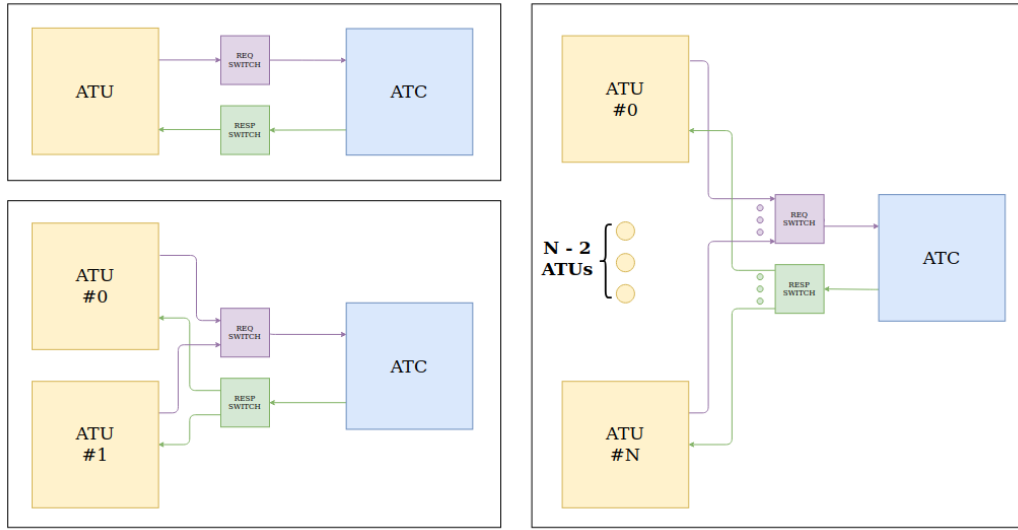 ATU
REQ
SWITCH
ATC
RESP
SWITCH
ATU
#0
REQ
SWITCH
ATC
RESP
SWITCH
ATU
#1
ATU
#0
REQ
SWITCH
N - 2
ATUs
ATC
RESP
SWITCH
ATU
#N